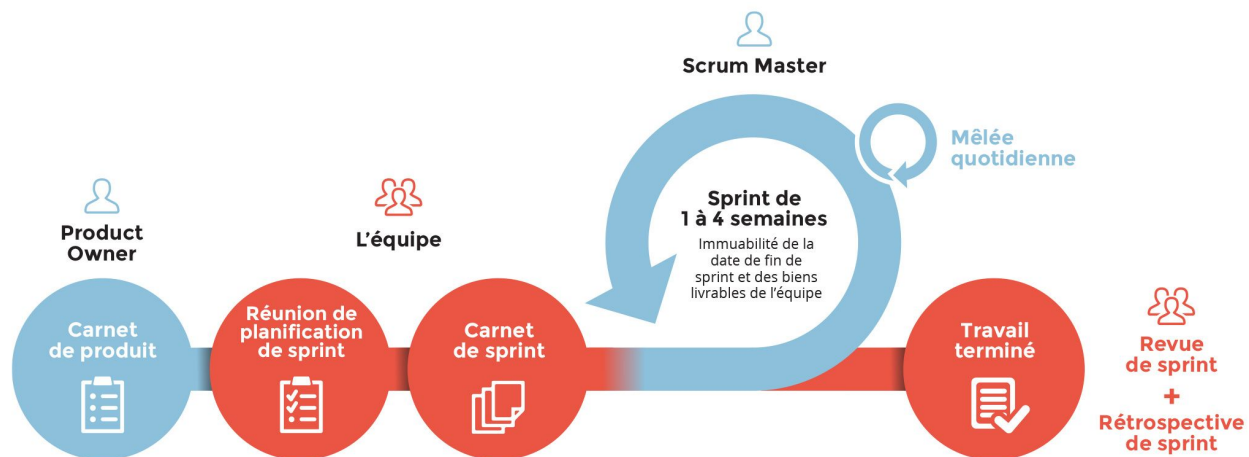 Scrum Master
Mêlée
quotidienne
Product
Owner
L’équipe
Sprint de
1 à 4 semaines
Immuabilité de la
date de fin de
sprint et des biens
livrables de l’équipe
Carnet
de produit
Réunion de
planification
de sprint
Carnet
de sprint
Travail
terminé
Revue
de sprint
+
Rétrospective
de sprint